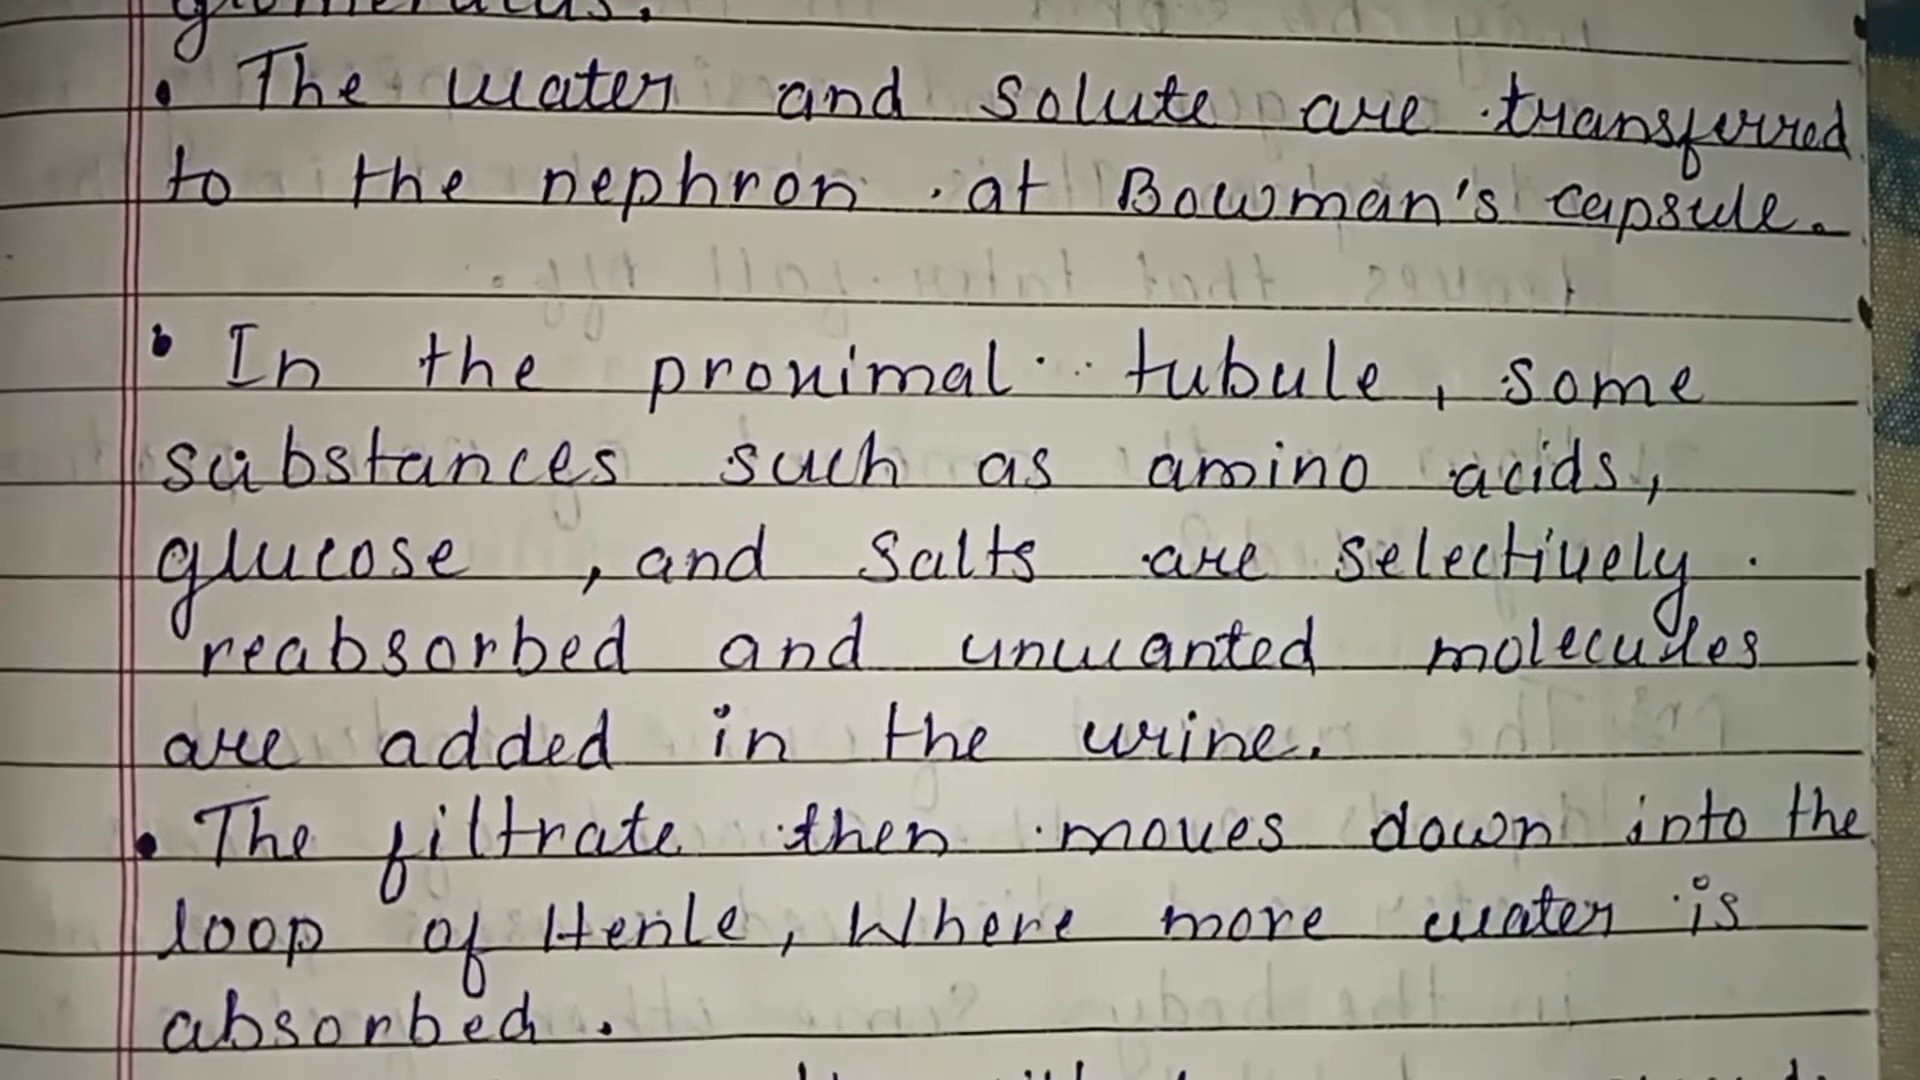 glomerulus.
• The water and solute are transferred
to the nephron at Bowman's capsule.
• In the proximal tubule, some
substances such as amino acids,
glucose, and salts are selectively
reabsorbed and unwanted molecules
are added in the urine.
• The filtrate then moves down into the
loop of Henle, Where more water is
absorbed.